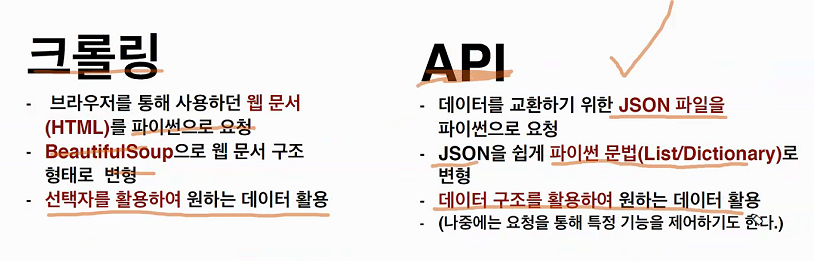 크롤링
- 브라우저를 통해 사용하던 웹 문서
(HTML)를 파이썬으로 요청
- BeautifulSoup으로 웹 문서 구조
형태로 변형
- 선택자를 활용하여 원하는 데이터 활용
API
- 데이터를 교환하기 위한 JSON 파일을
파이썬으로 요청
- JSON을 쉽게 파이썬 문법(List/Dictionary)로
변형
- 데이터 구조를 활용하여 원하는 데이터 활용
- (나중에는 요청을 통해 특정 기능을 제어하기도 한다.)